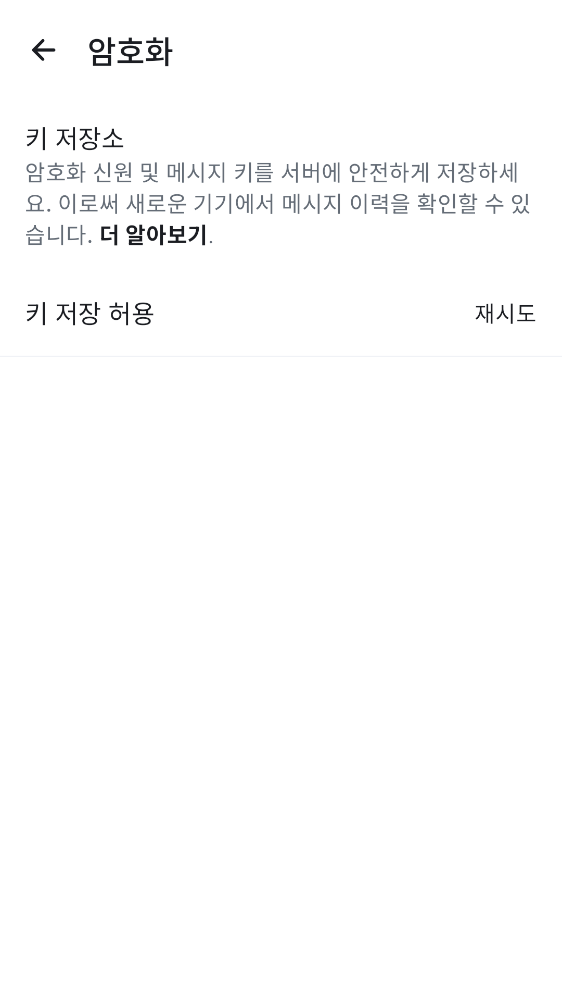 암호화
키 저장소
암호화 신원 및 메시지 키를 서버에 안전하게 저장하세
요. 이로써 새로운 기기에서 메시지 이력을 확인할 수 있
습니다. 더 알아보기.
키 저장 허용 재시도